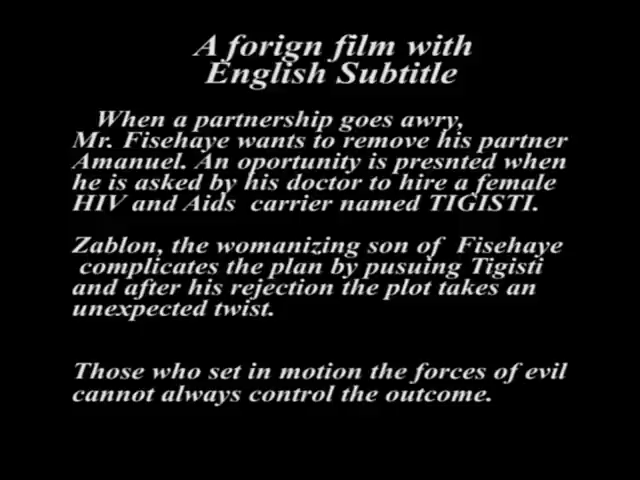 A forign film with
English Subtitle
When a partnership goes awry,
Mr. Fisehaye wants to remove his partner
Amanuel. An oportunity is presnted when
he is asked by his doctor to hire a female
HIV and Aids carrier named TIGISTI.
Zablon, the womanizing son of Fisehaye
complicates the plan by pusuing Tigisti
and after his rejection the plot takes an
unexpected twist.
Those who set in motion the forces of evil
cannot always control the outcome.